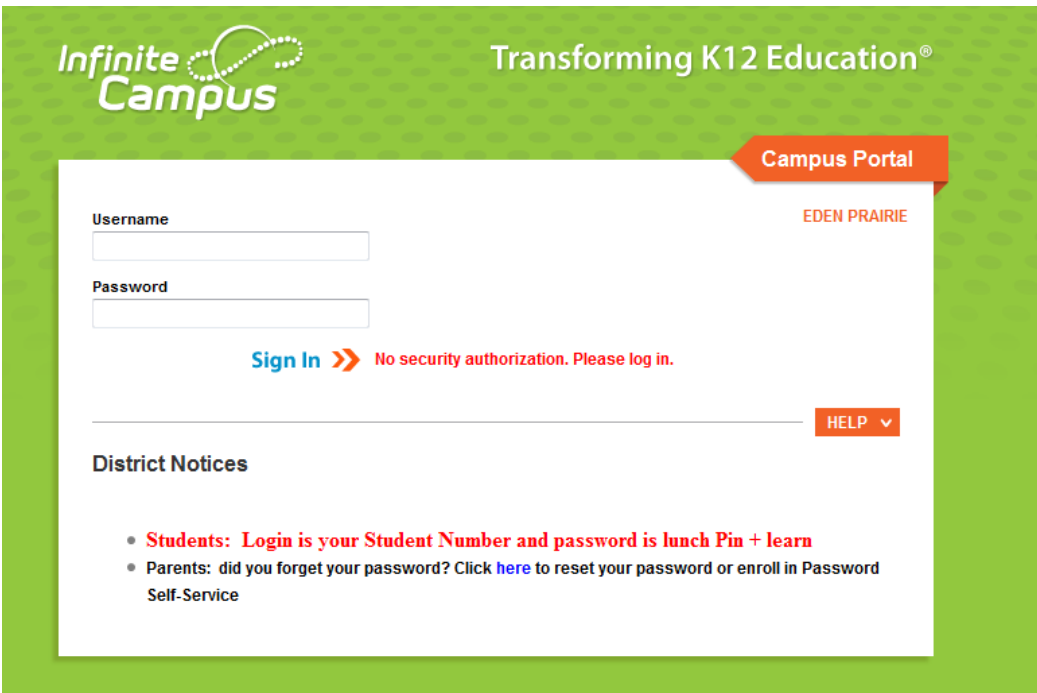 Infinite
Campus
Transforming K12 Education®
Campus Portal
EDEN PRAIRIE
Username
Password
Sign In
No security authorization. Please log in.
HELP
District Notices
Students: Login is your Student Number and password is lunch Pin + learn
Parents: did you forget your password? Click here to reset your password or enroll in Password
Self-Service